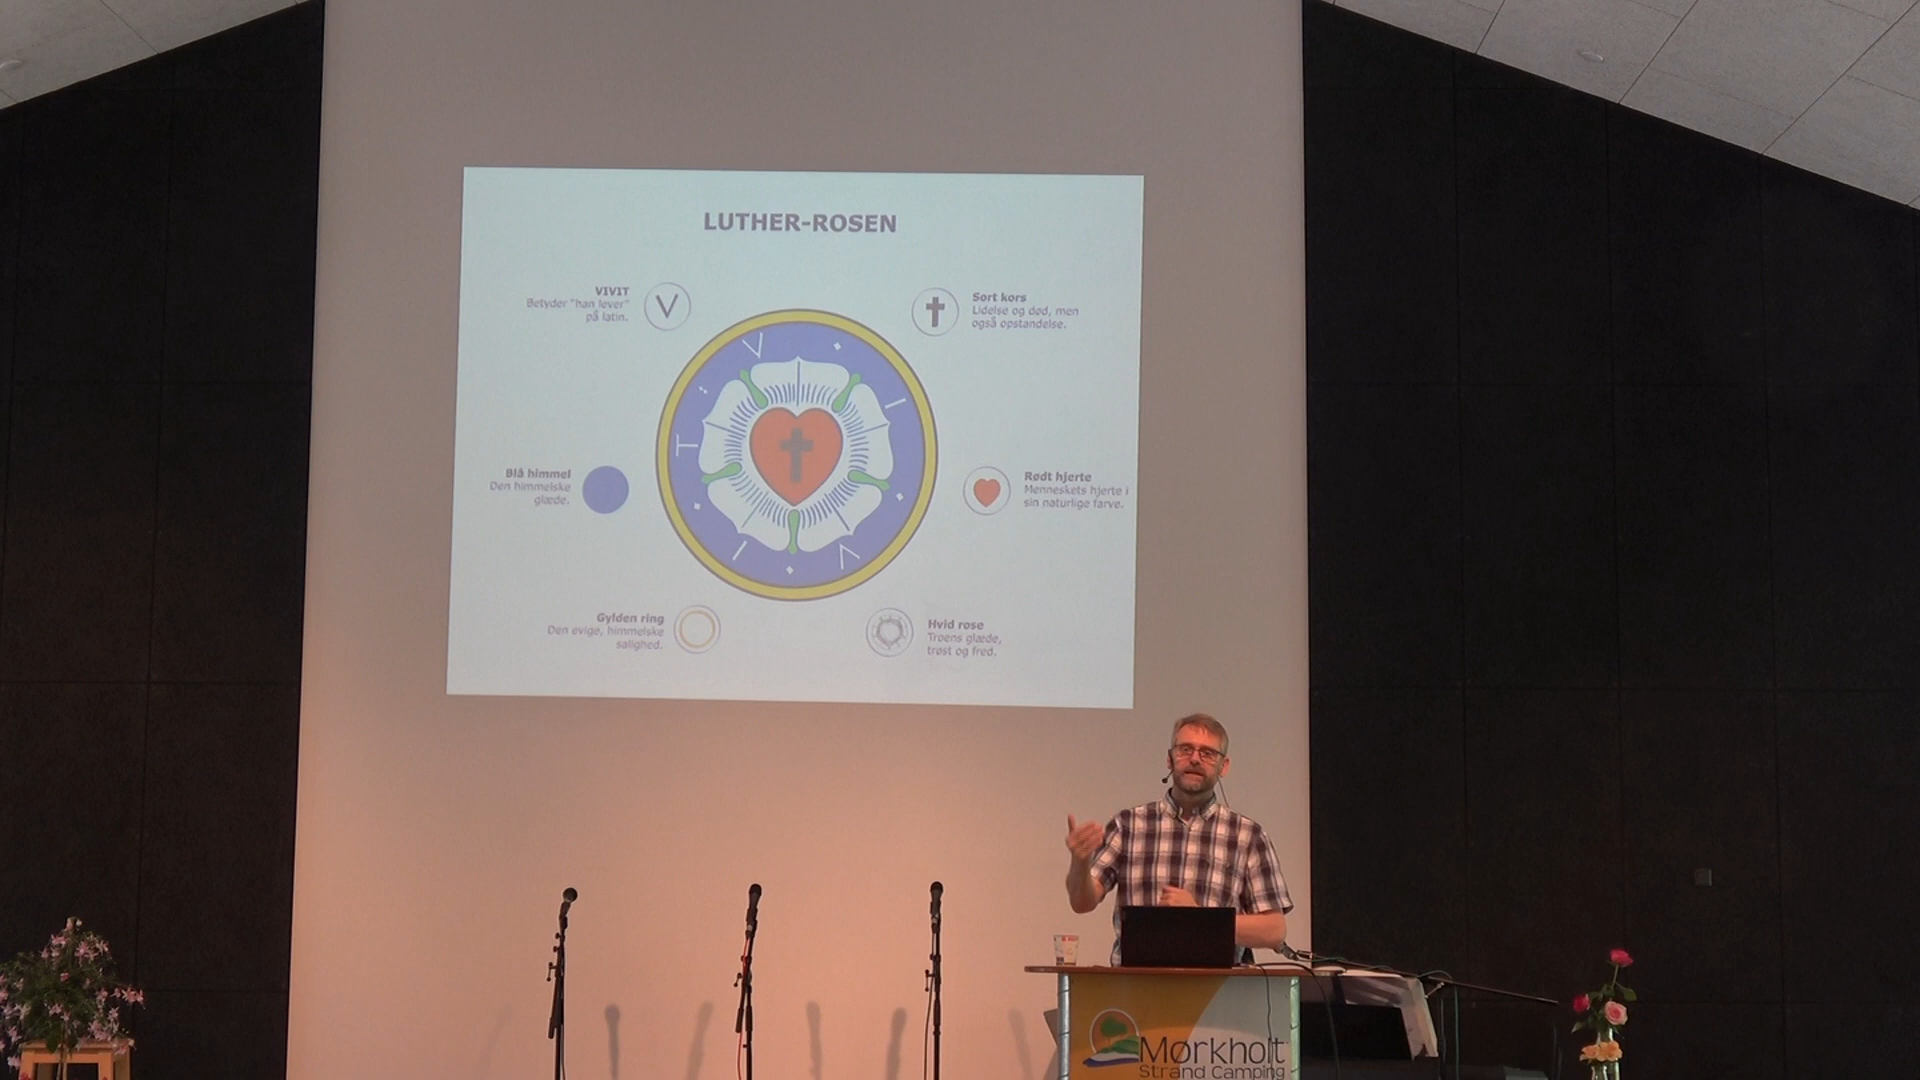 LUTHER-ROSEN
VIVIT
Betyder "han lever"
på latin.
V
Sort kors
Lidelse og død, men
også opstandelse.
V
I
V
I
T
Blå himmel
Den himmelske
glæde.
Rødt hjerte
Menneskets hjerte i
sin naturlige farve.
Gylden ring
Den evige, himmelske
salighed.
Hvid rose
Troens glæde,
trøst og fred.
Mørkholt
Strand Camping